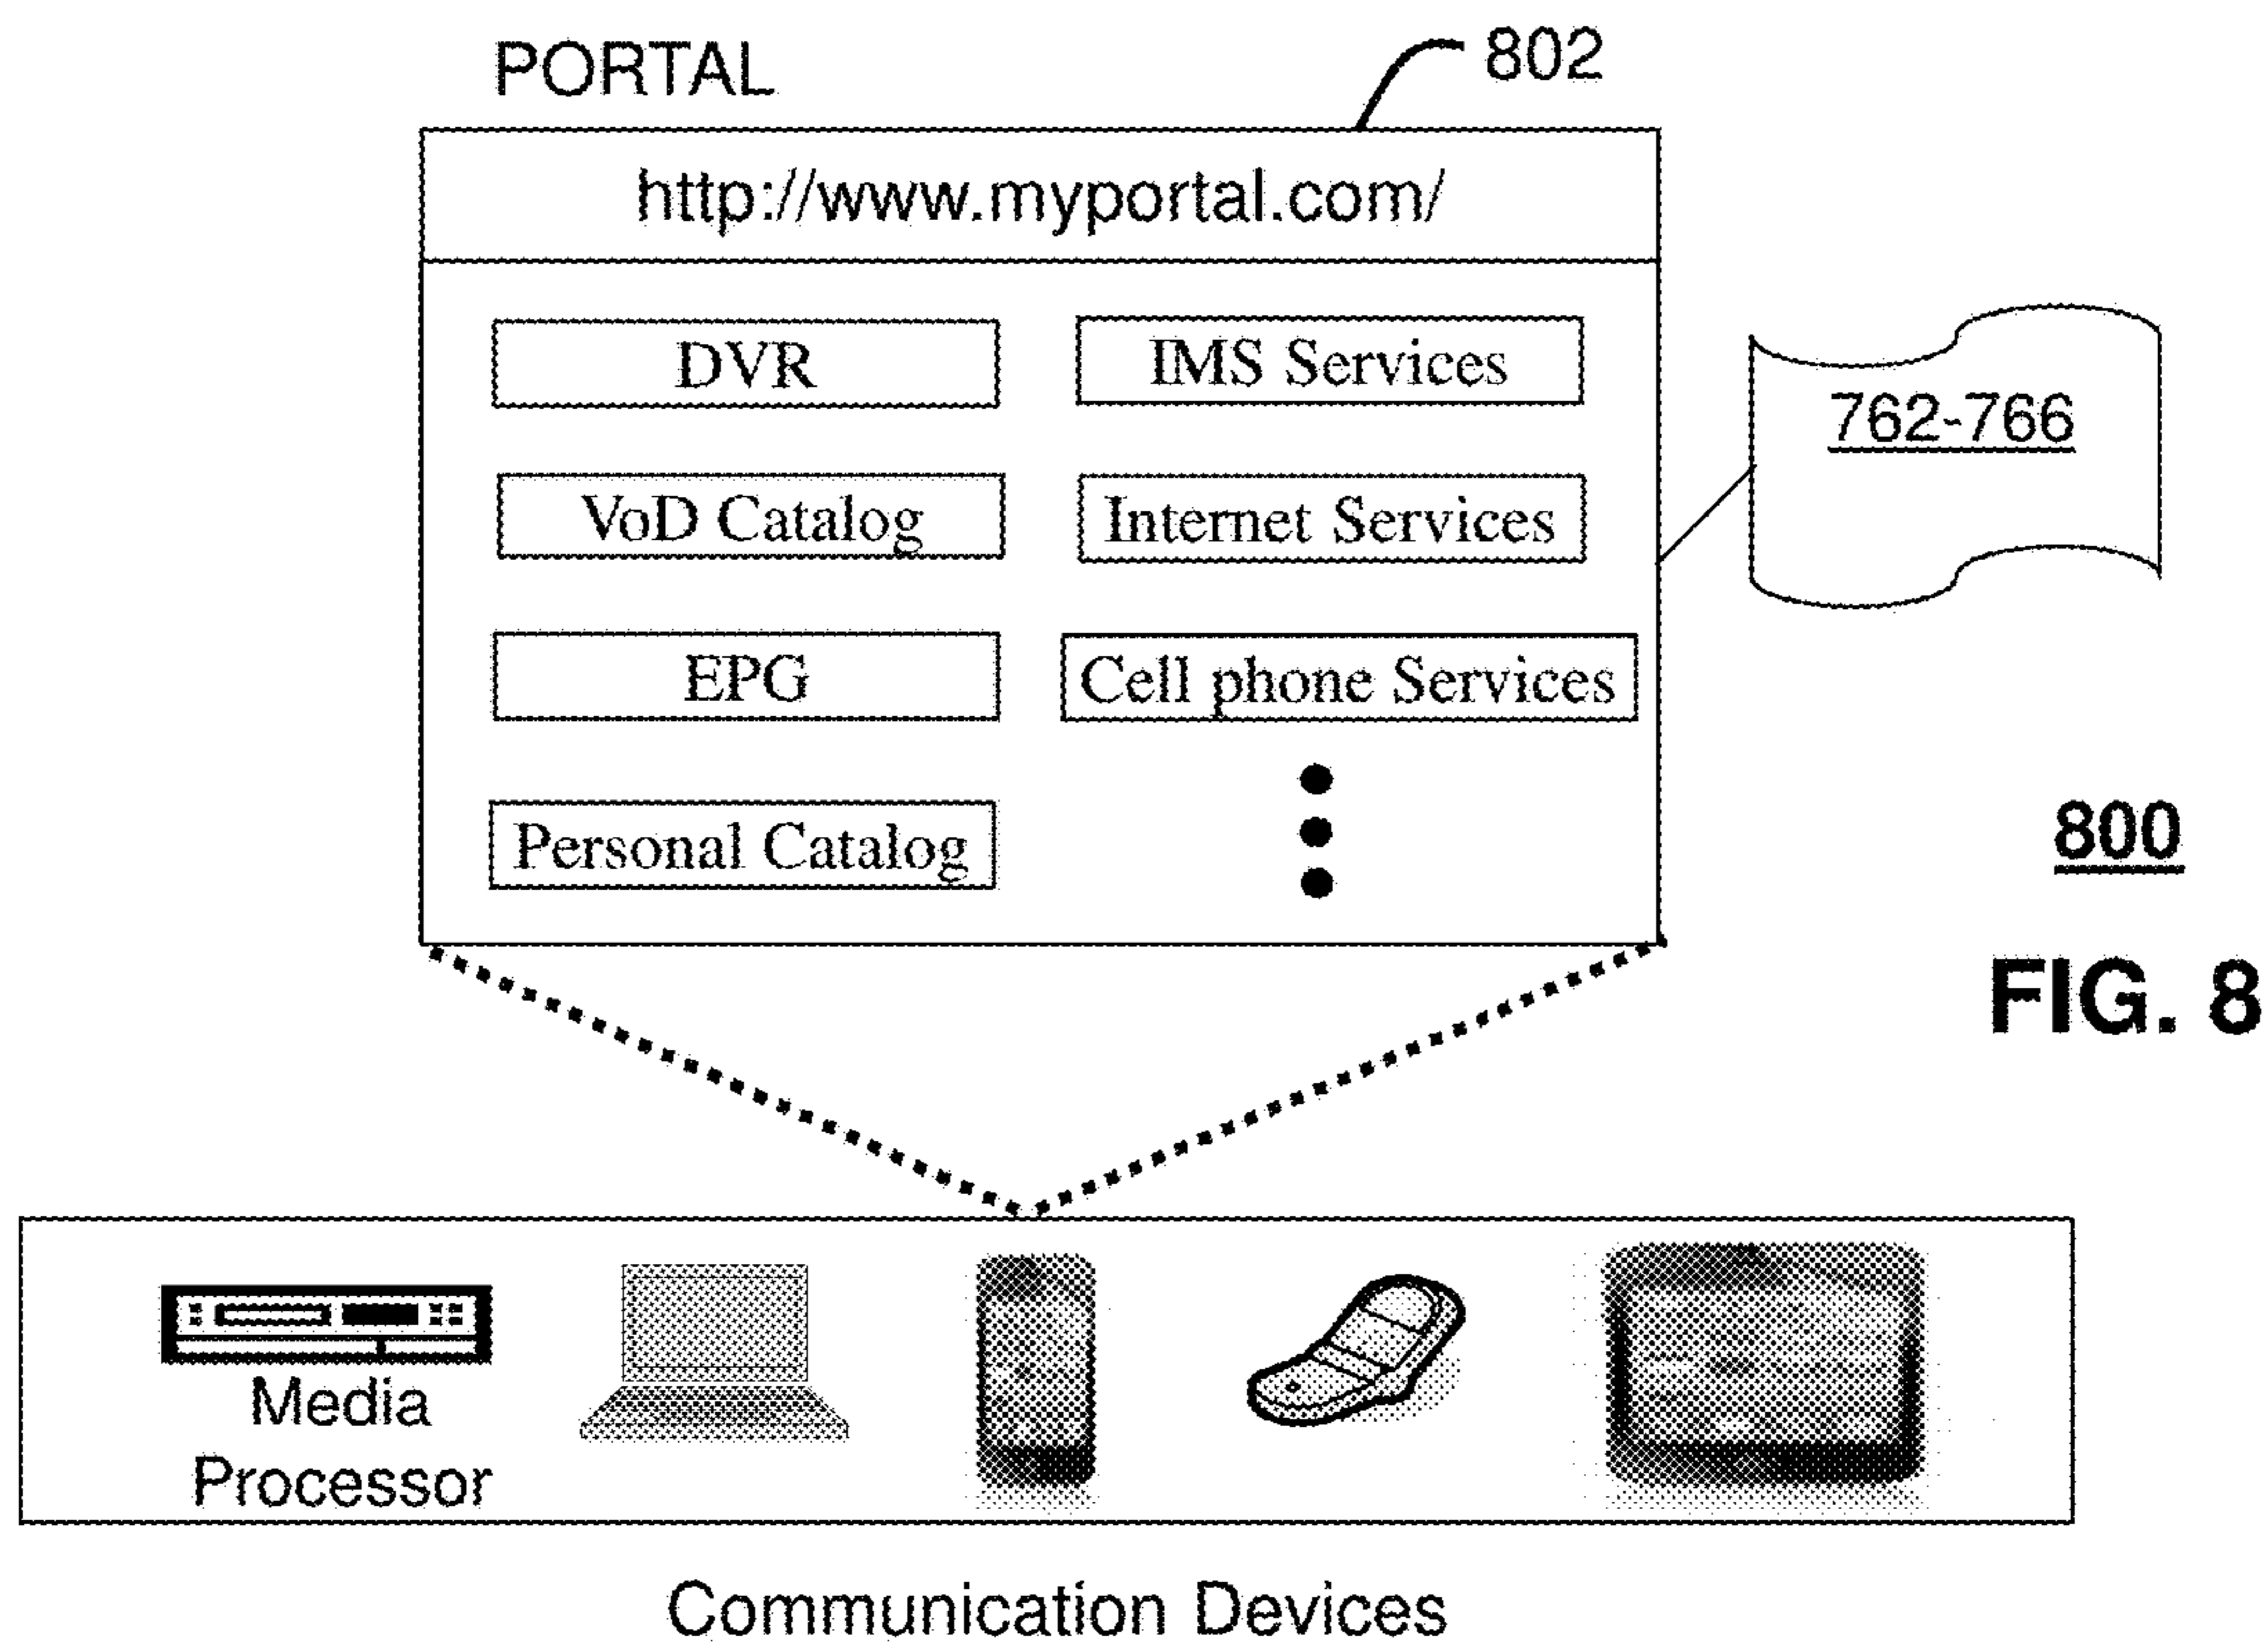 PORTAL
802
http://www.myportal.com/
DVR
IMS Services
762-766
VoD Catalog
Internet Services
EPG
Cell phone Services
Personal Catalog
800
FIG. 8
Media
Processor
Communication Devices